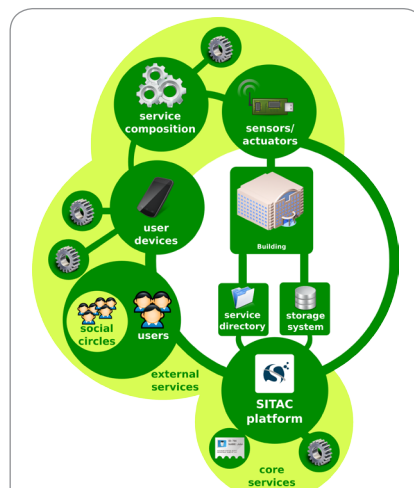 service
composition
sensors/
actuators
user
devices
Building
service
directory
storage
system
social
circles
users
external
services
SITAC
platform
core
services